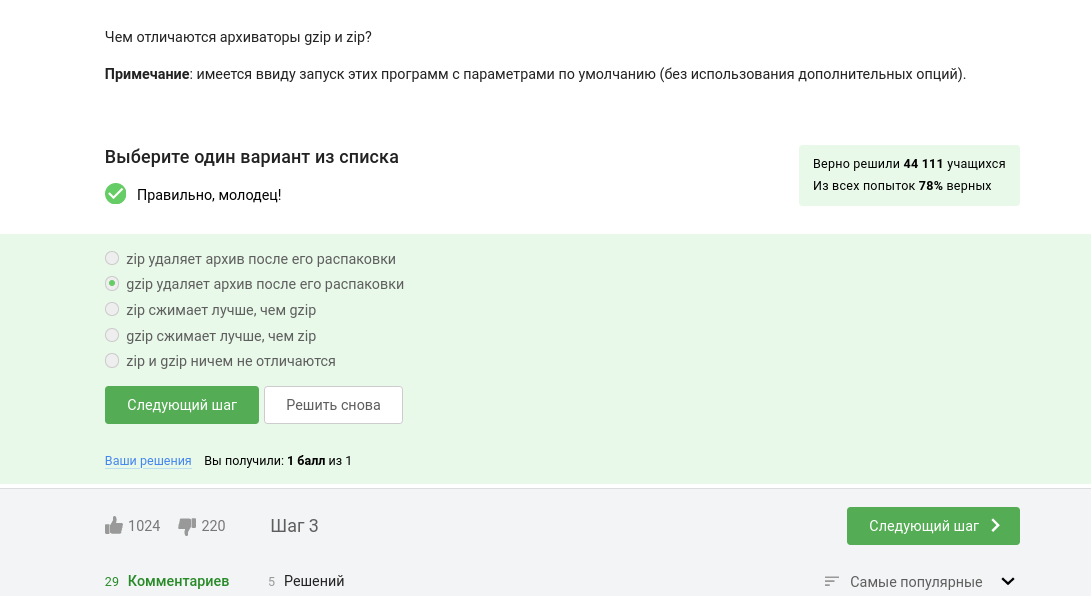 Чем отличаются архиваторы gzip и zip?
Примечание: имеется ввиду запуск этих программ с параметрами по умолчанию (без использования дополнительных опций).
Выберите один вариант из списка
Верно решили 44 111 учащихся
Из всех попыток 78% верных
Правильно, молодец!
zip удаляет архив после его распаковки
gzip удаляет архив после его распаковки
zip сжимает лучше, чем gzip
gzip сжимает лучше, чем zip
zip и gzip ничем не отличаются
Следующий шаг Решить снова
Ваши решения Вы получили: 1 балл из 1
1024 220 Шаг 3 Следующий шаг
29 Комментариев 5 Решений Самые популярные